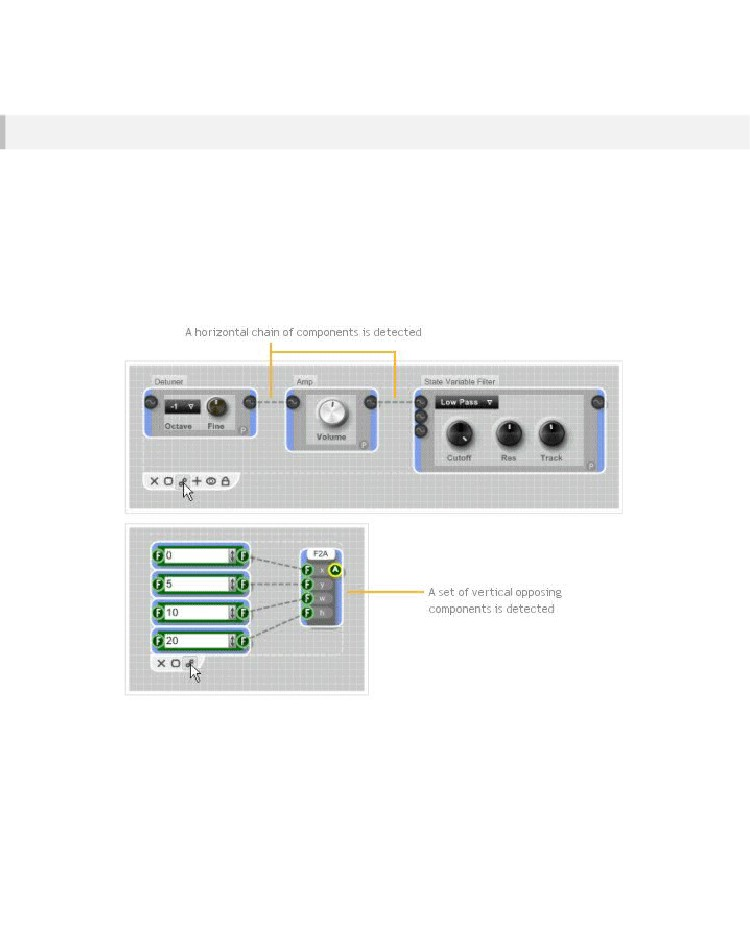 A horizontal chain of components is detected
Detuner
Amp
State Variable Filter
-1
Low Pass
Octave Fine
Volume
Cutoff Res Track
P
P
P
0
5
10
20
F F
F F
F F
F F
F2A
F x A
F y
F w
F h
A set of vertical opposing
components is detected